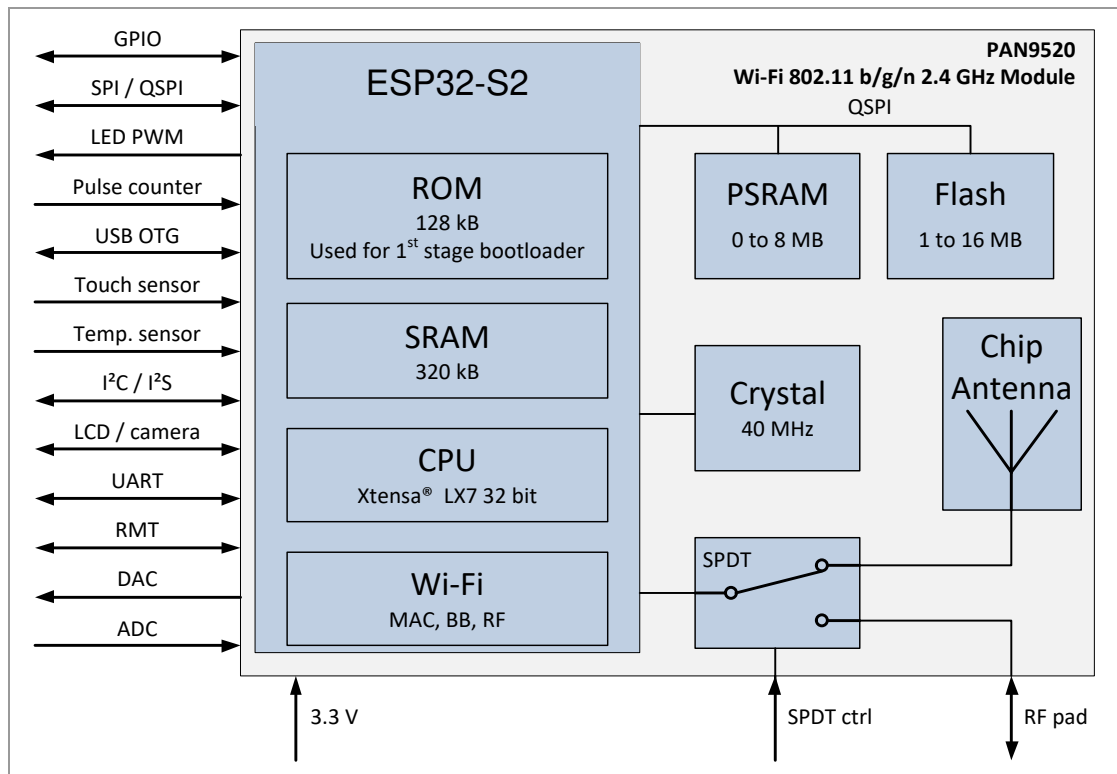 GPIO
SPI / QSPI
LED PWM
Pulse counter
USB OTG
Touch sensor
Temp. sensor
I²C / I²S
LCD / camera
UART
RMT
DAC
ADC
ESP32-S2
ROM
128 kB
Used for 1st stage bootloader
SRAM
320 kB
CPU
Xtensa® LX7 32 bit
Wi-Fi
MAC, BB, RF
PAN9520
Wi-Fi 802.11 b/g/n 2.4 GHz Module
QSPI
PSRAM
0 to 8 MB
Flash
1 to 16 MB
Crystal
40 MHz
Chip
Antenna
SPDT
3.3 V
SPDT ctrl
RF pad